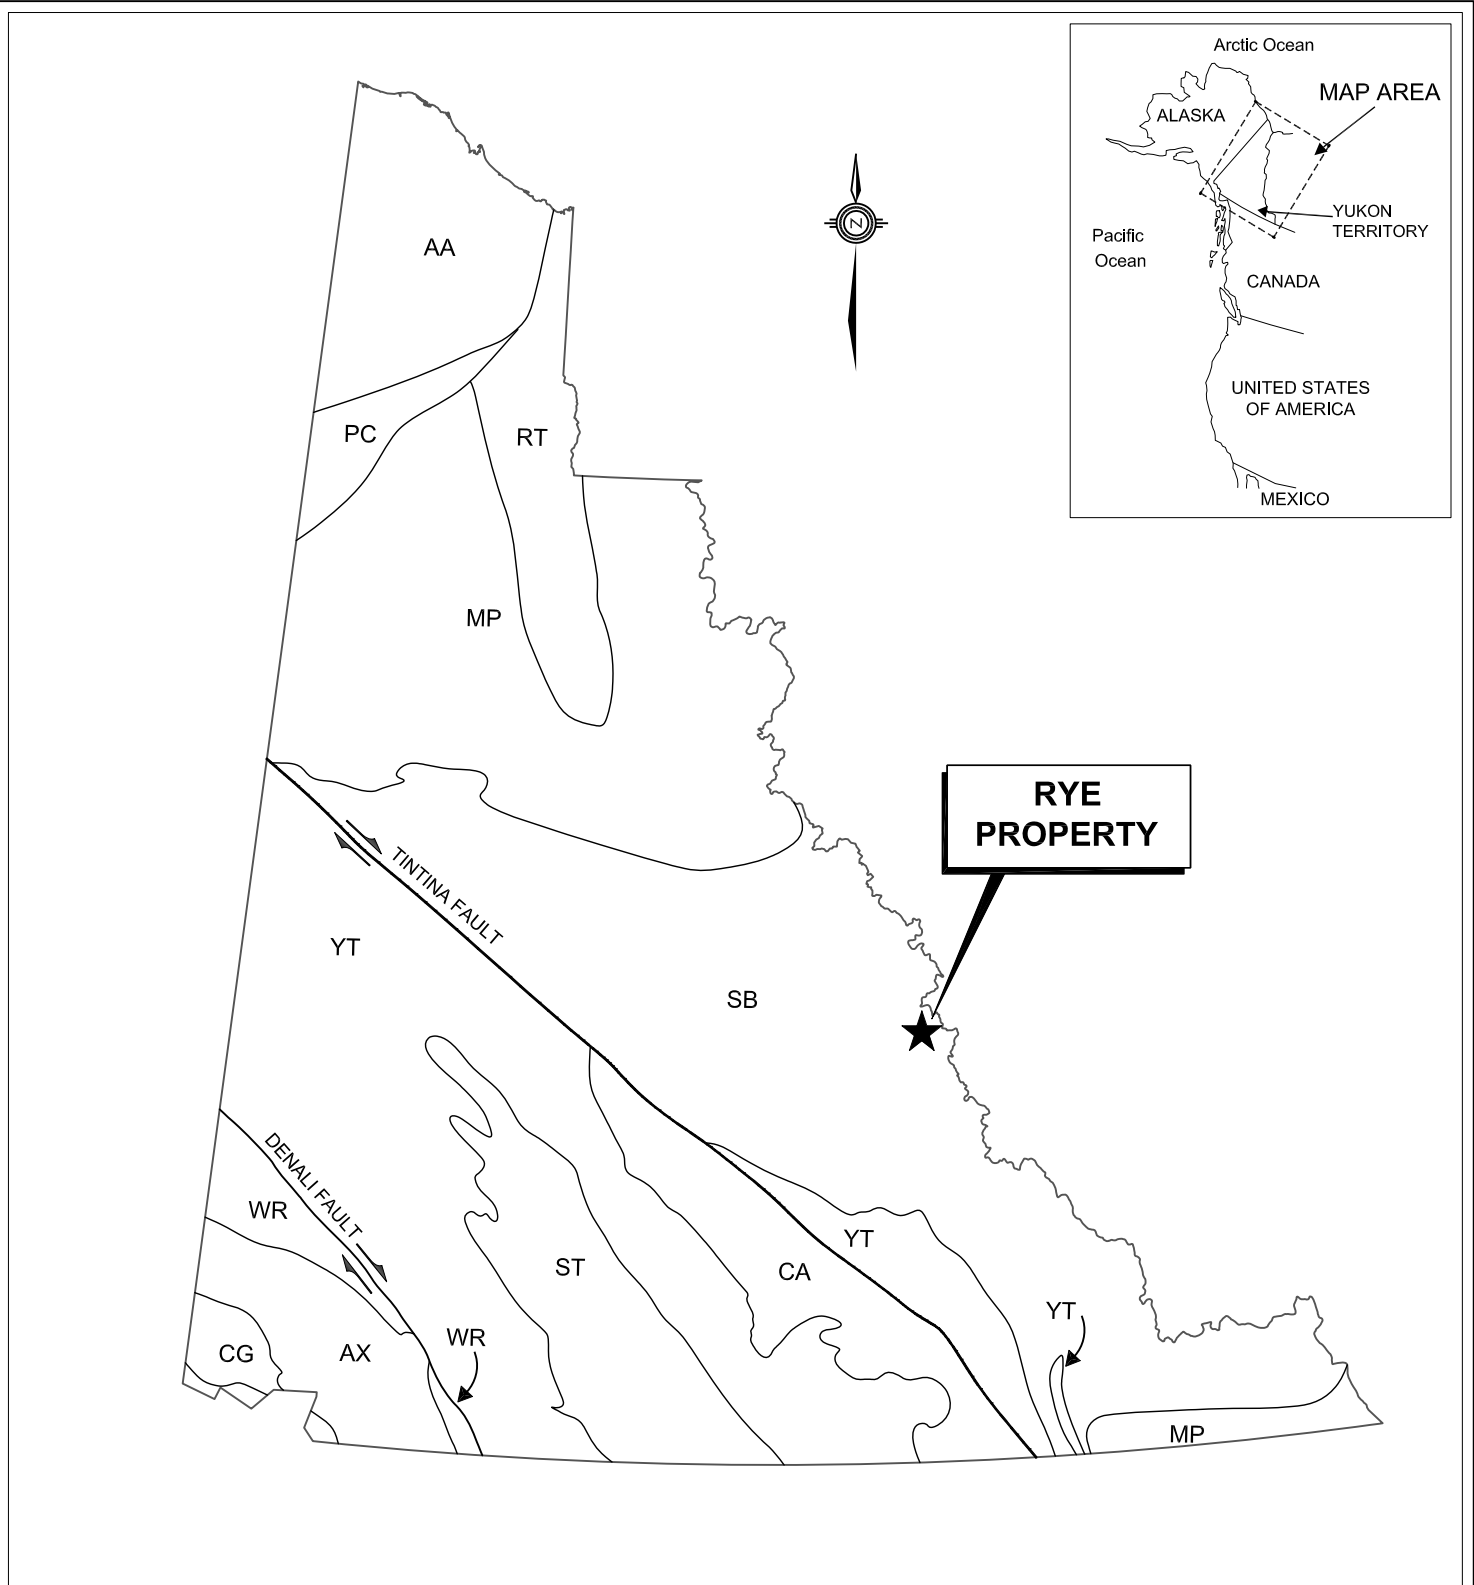 Arctic Ocean
MAP AREA
ALASKA
YUKON
TERRITORY
Pacific
Ocean
CANADA
UNITED STATES
OF AMERICA
MEXICO
N
AA
PC
RT
MP
RYE
PROPERTY
TINTINA FAULT
YT
SB
DENALI FAULT
WR
YT
ST
CA
YT
WR
AX
CG
MP